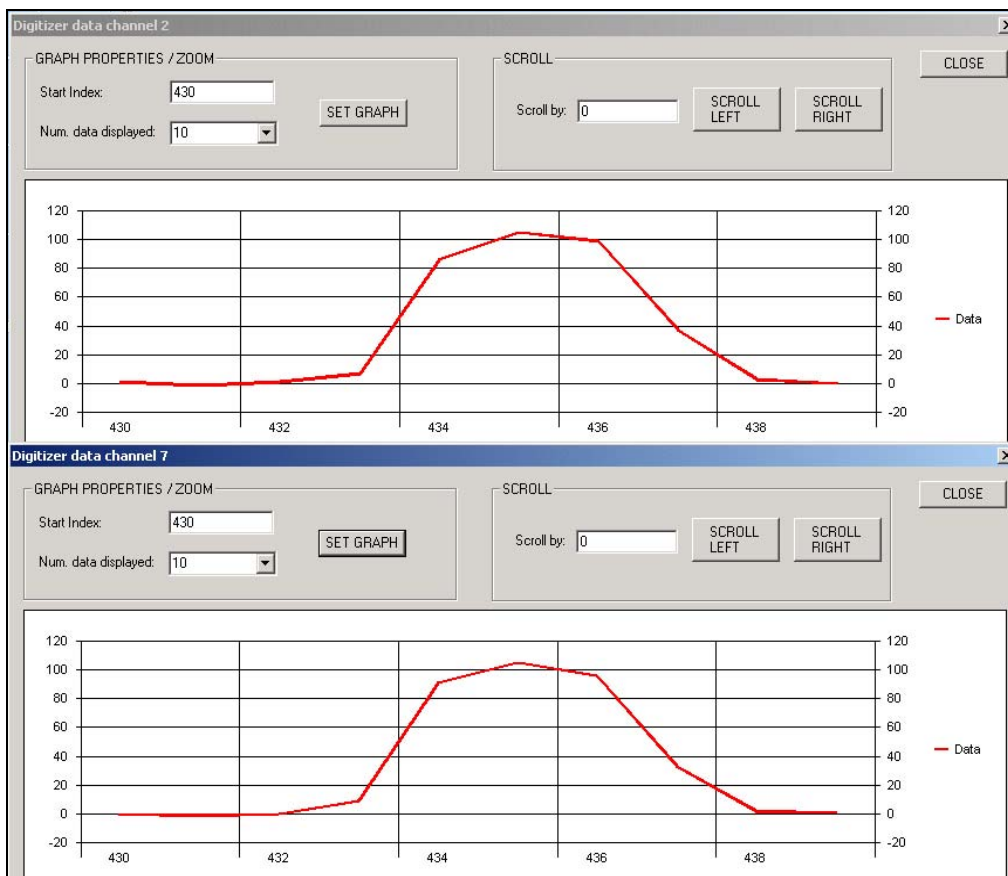 Digitizer data channel 2
GRAPH PROPERTIES / ZOOM
Start Index: 430
Num. data displayed: 10
SET GRAPH
SCROLL
Scroll by: 0
SCROLL LEFT
SCROLL RIGHT
CLOSE
120 120
100 100
80 80
60 60
40 40
20 20
0 0
-20 -20
430 432 434 436 438
Data
Digitizer data channel 7
GRAPH PROPERTIES / ZOOM
Start Index: 430
Num. data displayed: 10
SET GRAPH
SCROLL
Scroll by: 0
SCROLL LEFT
SCROLL RIGHT
CLOSE
120 120
100 100
80 80
60 60
40 40
20 20
0 0
-20 -20
430 432 434 436 438
Data